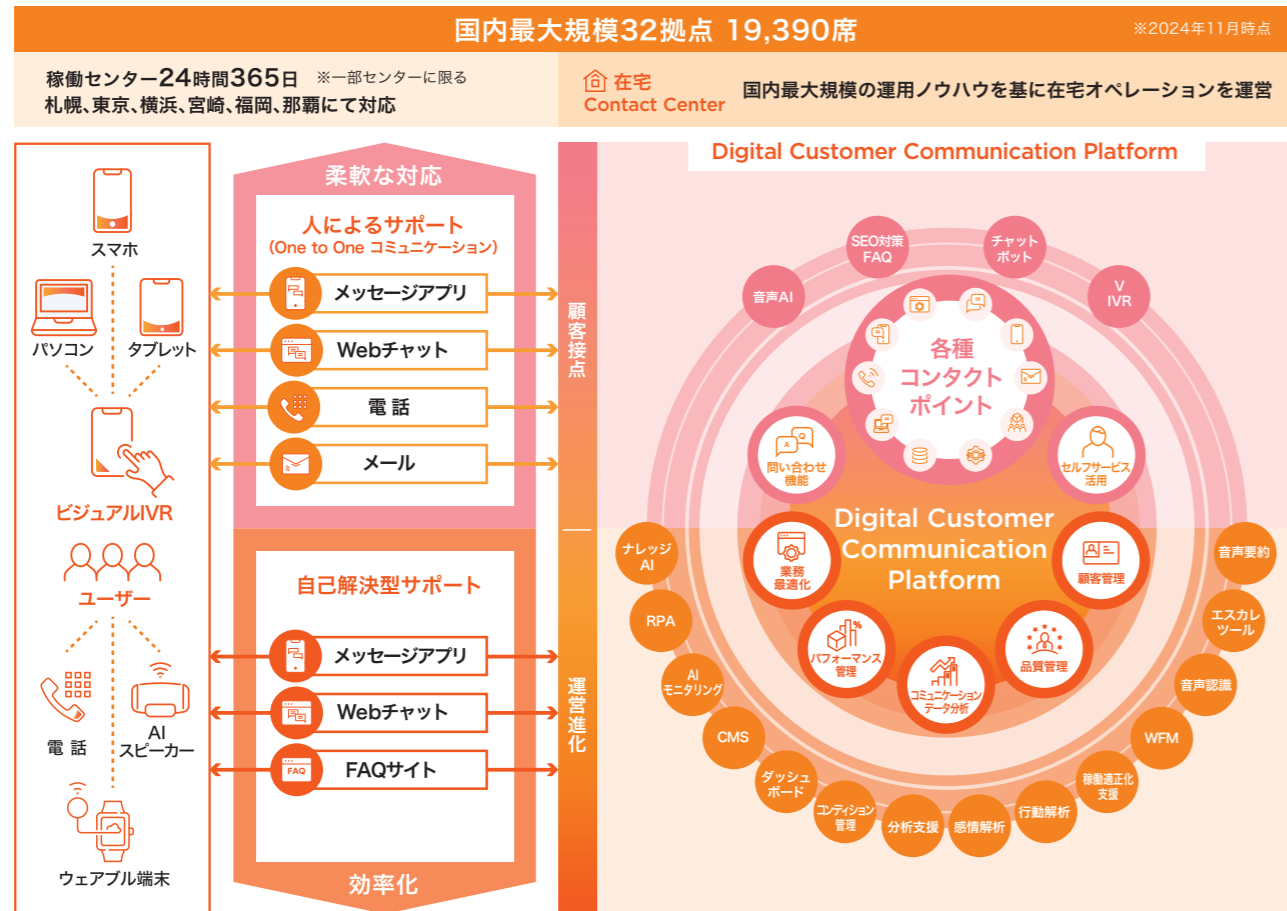 国内最大規模32拠点 19,390席
※2024年11月時点
稼働センター24時間365日 ※一部センターに限る
札幌、東京、横浜、宮崎、福岡、那覇にて対応
在宅
Contact Center
国内最大規模の運用ノウハウを基に在宅オペレーションを運営
スマホ
パソコン
タブレット
ビジュアルIVR
ユーザー
電話
AI
スピーカー
ウェアブル端末
柔軟な対応
人によるサポート
(One to One コミュニケーション)
メッセージアプリ
Webチャット
電話
メール
自己解決型サポート
メッセージアプリ
Webチャット
FAQ
FAQサイト
効率化
顧客接点
運営進化
Digital Customer Communication Platform
SEO対策
FAQ
チャット
ボット
音声AI
V
IVR
各種
コンタクト
ポイント
A
Q
問い合わせ
機能
セルフサービス
活用
Digital Customer
Communication
Platform
業務
最適化
顧客管理
%
パフォーマンス
管理
品質管理
コミュニケーション
データ分析
ナレッジ
AI
音声要約
RPA
エスカレ
ツール
AI
モニタリング
音声認識
CMS
WFM
ダッシュ
ボード
稼働適正化
支援
コンディション
管理
分析支援
感情解析
行動解析